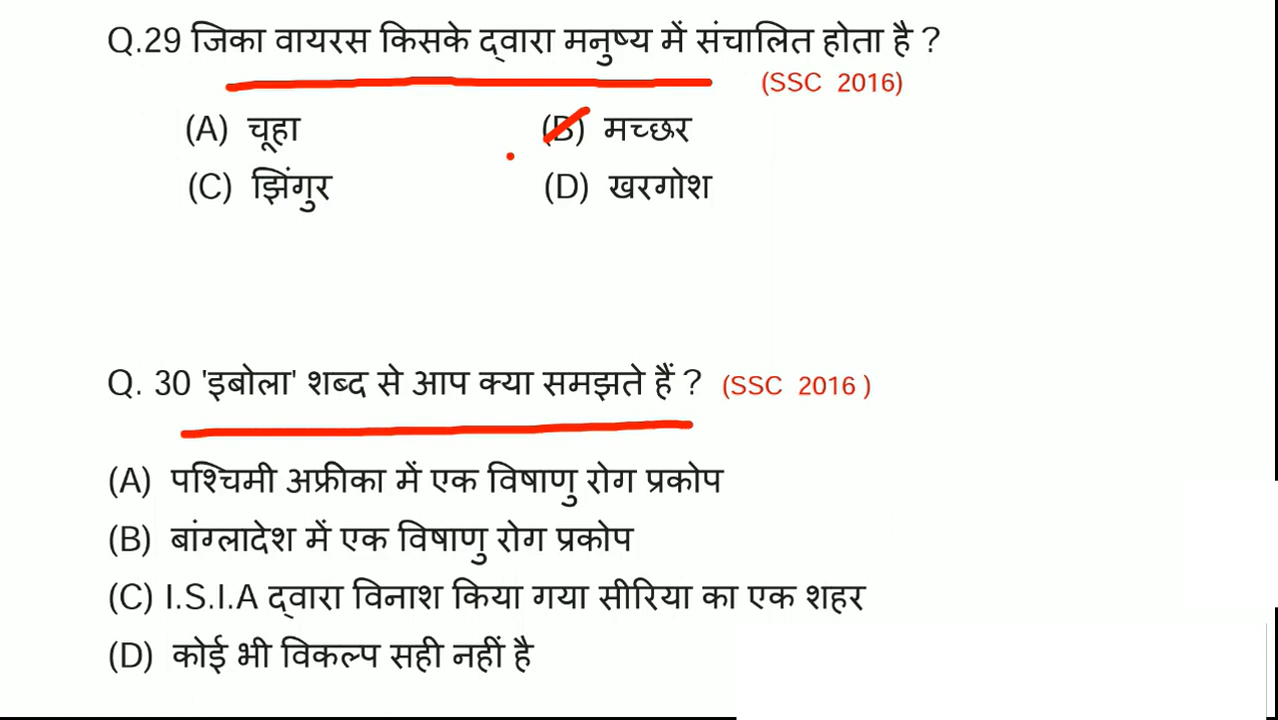 Q.29 जिका वायरस किसके द्वारा मनुष्य में संचालित होता है ?
(SSC 2016)
(A) चूहा (B) मच्छर
(C) झिंगुर (D) खरगोश
Q. 30 'इबोला' शब्द से आप क्या समझते हैं ? (SSC 2016 )
(A) पश्चिमी अफ्रीका में एक विषाणु रोग प्रकोप
(B) बांग्लादेश में एक विषाणु रोग प्रकोप
(C) I.S.I.A द्वारा विनाश किया गया सीरिया का एक शहर
(D) कोई भी विकल्प सही नहीं है